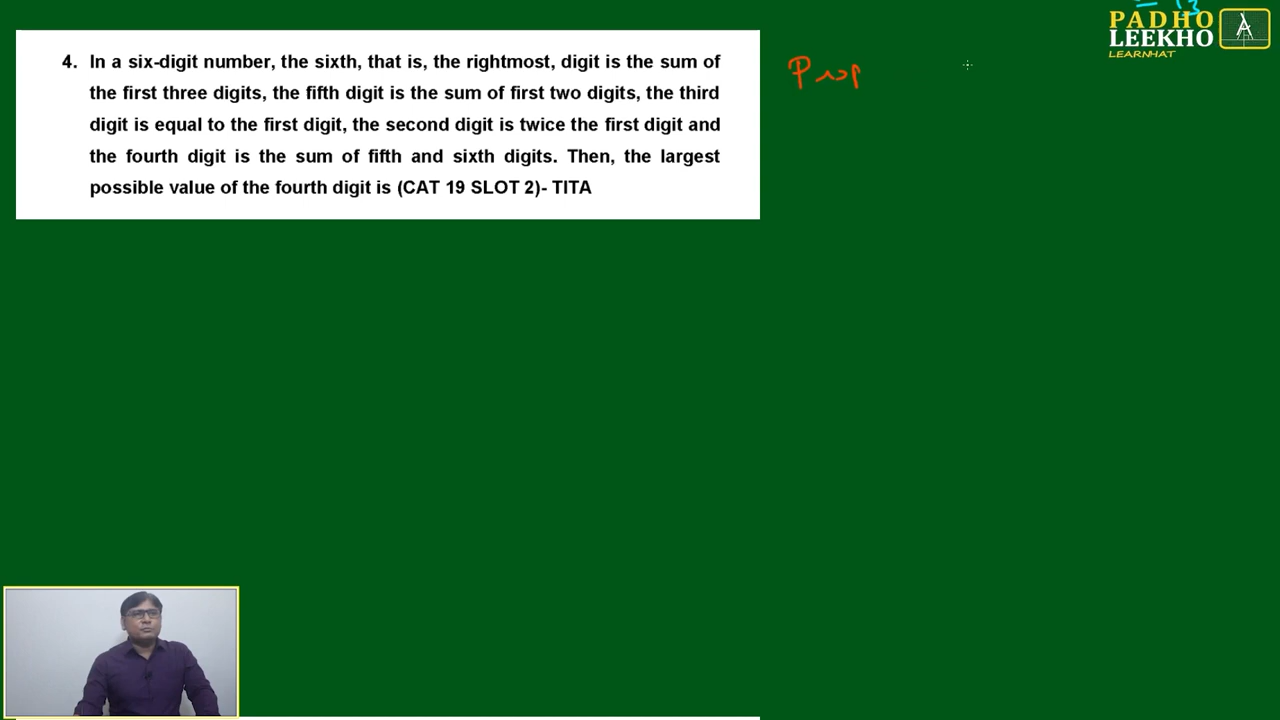 PADHO
LEEKHO
LEARNHAT
4. In a six-digit number, the sixth, that is, the rightmost, digit is the sum of
the first three digits, the fifth digit is the sum of first two digits, the third
digit is equal to the first digit, the second digit is twice the first digit and
the fourth digit is the sum of fifth and sixth digits. Then, the largest
possible value of the fourth digit is (CAT 19 SLOT 2)- TITA
Prop